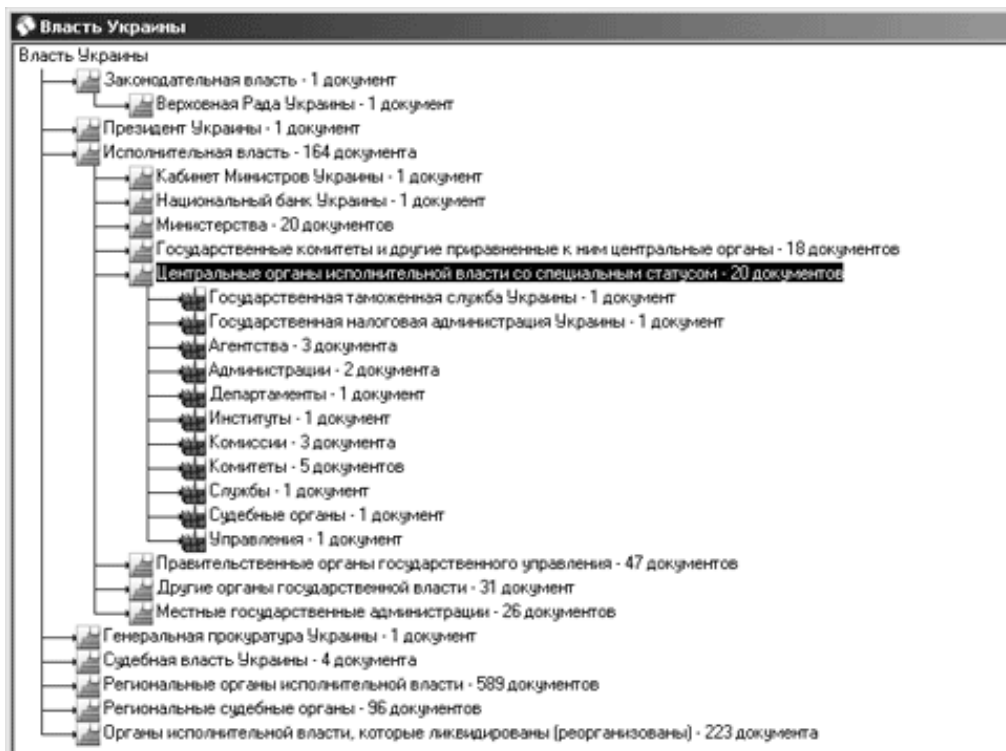 Власть Украины
Власть Украины
Законодательная власть - 1 документ
Верховная Рада Украины - 1 документ
Президент Украины - 1 документ
Исполнительная власть - 164 документа
Кабинет Министров Украины - 1 документ
Национальный банк Украины - 1 документ
Министерства - 20 документов
Государственные комитеты и другие приравненные к ним центральные органы - 18 документов
Центральные органы исполнительной власти со специальным статусом - 20 документов
Государственная таможенная служба Украины - 1 документ
Государственная налоговая администрация Украины - 1 документ
Агентства - 3 документа
Администрации - 2 документа
Департаменты - 1 документ
Институты - 1 документ
Комиссии - 3 документа
Комитеты - 5 документов
Службы - 1 документ
Судебные органы - 1 документ
Управления - 1 документ
Правительственные органы государственного управления - 47 документов
Другие органы государственной власти - 31 документ
Местные государственные администрации - 26 документов
Генеральная прокуратура Украины - 1 документ
Судебная власть Украины - 4 документа
Региональные органы исполнительной власти - 589 документов
Региональные судебные органы - 96 документов
Органы исполнительной власти, которые ликвидированы (реорганизованы) - 223 документа